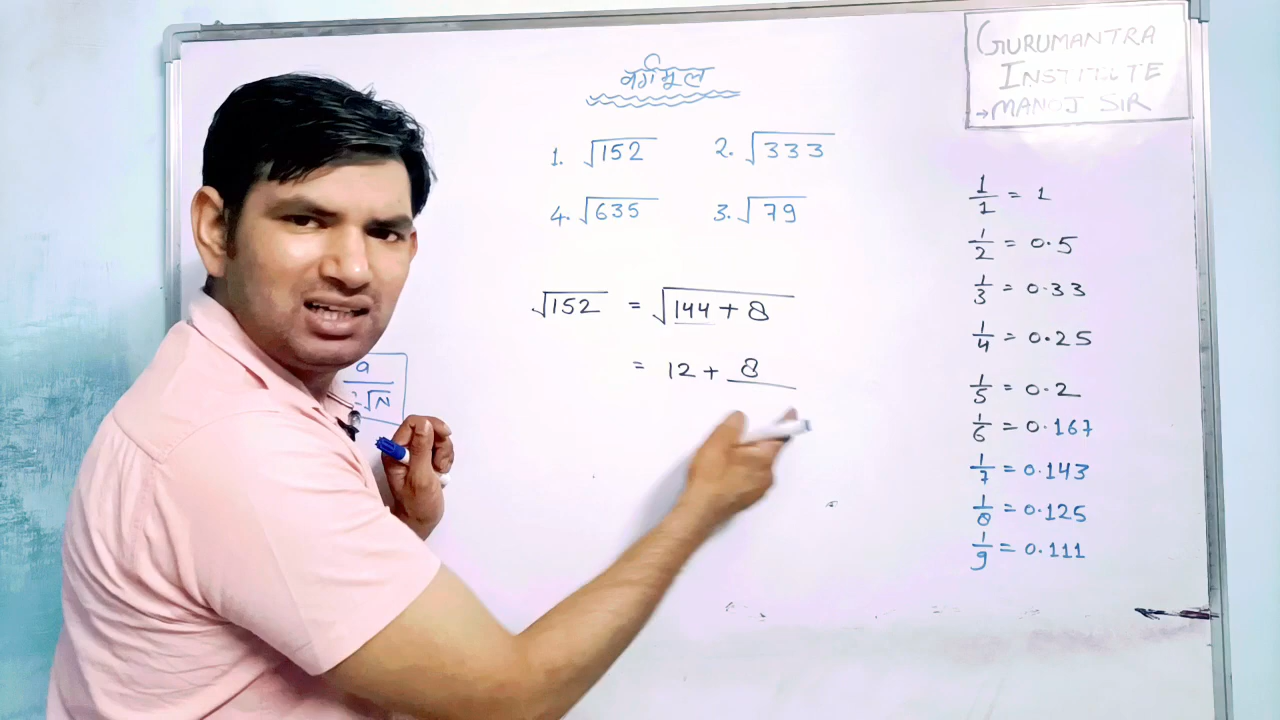 वर्गमूल
1. √152 2. √333
4. √635 3. √79
√152 = √144 + 8
= 12 + 8
a
√N
GURUMANTRA
INSTITUTE
→MANOJ SIR
1/1 = 1
1/2 = 0.5
1/3 = 0.33
1/4 = 0.25
1/5 = 0.2
1/6 = 0.167
1/7 = 0.143
1/8 = 0.125
1/9 = 0.111